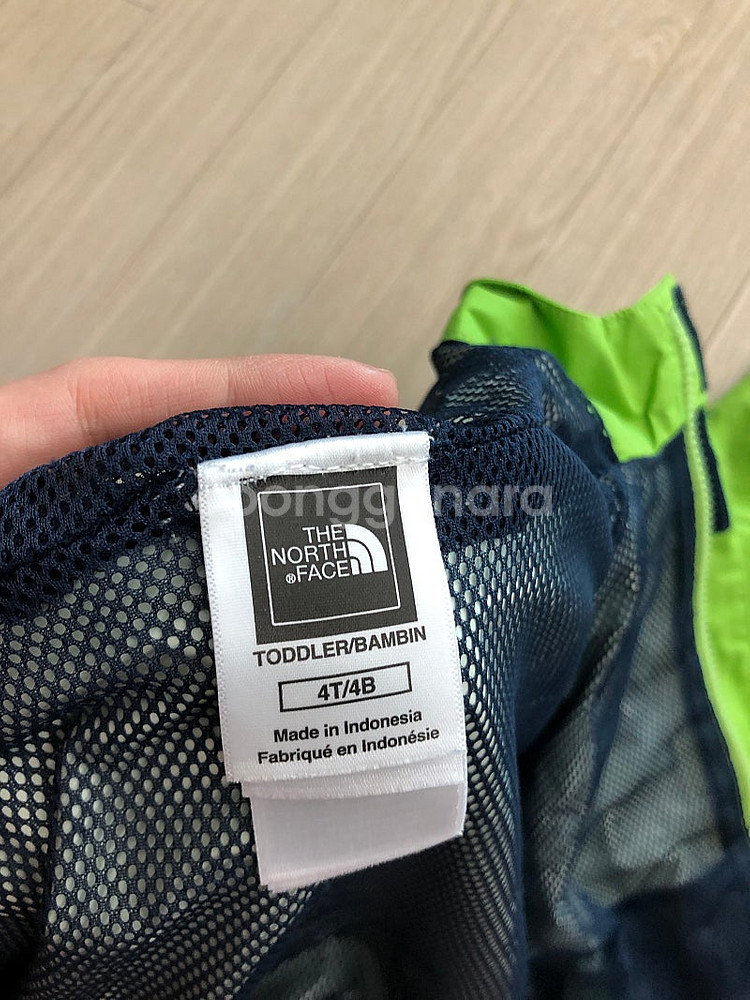 THE
NORTH
®FACE
TODDLER/BAMBIN
4T/4B
Made in Indonesia
Fabriqué en Indonésie